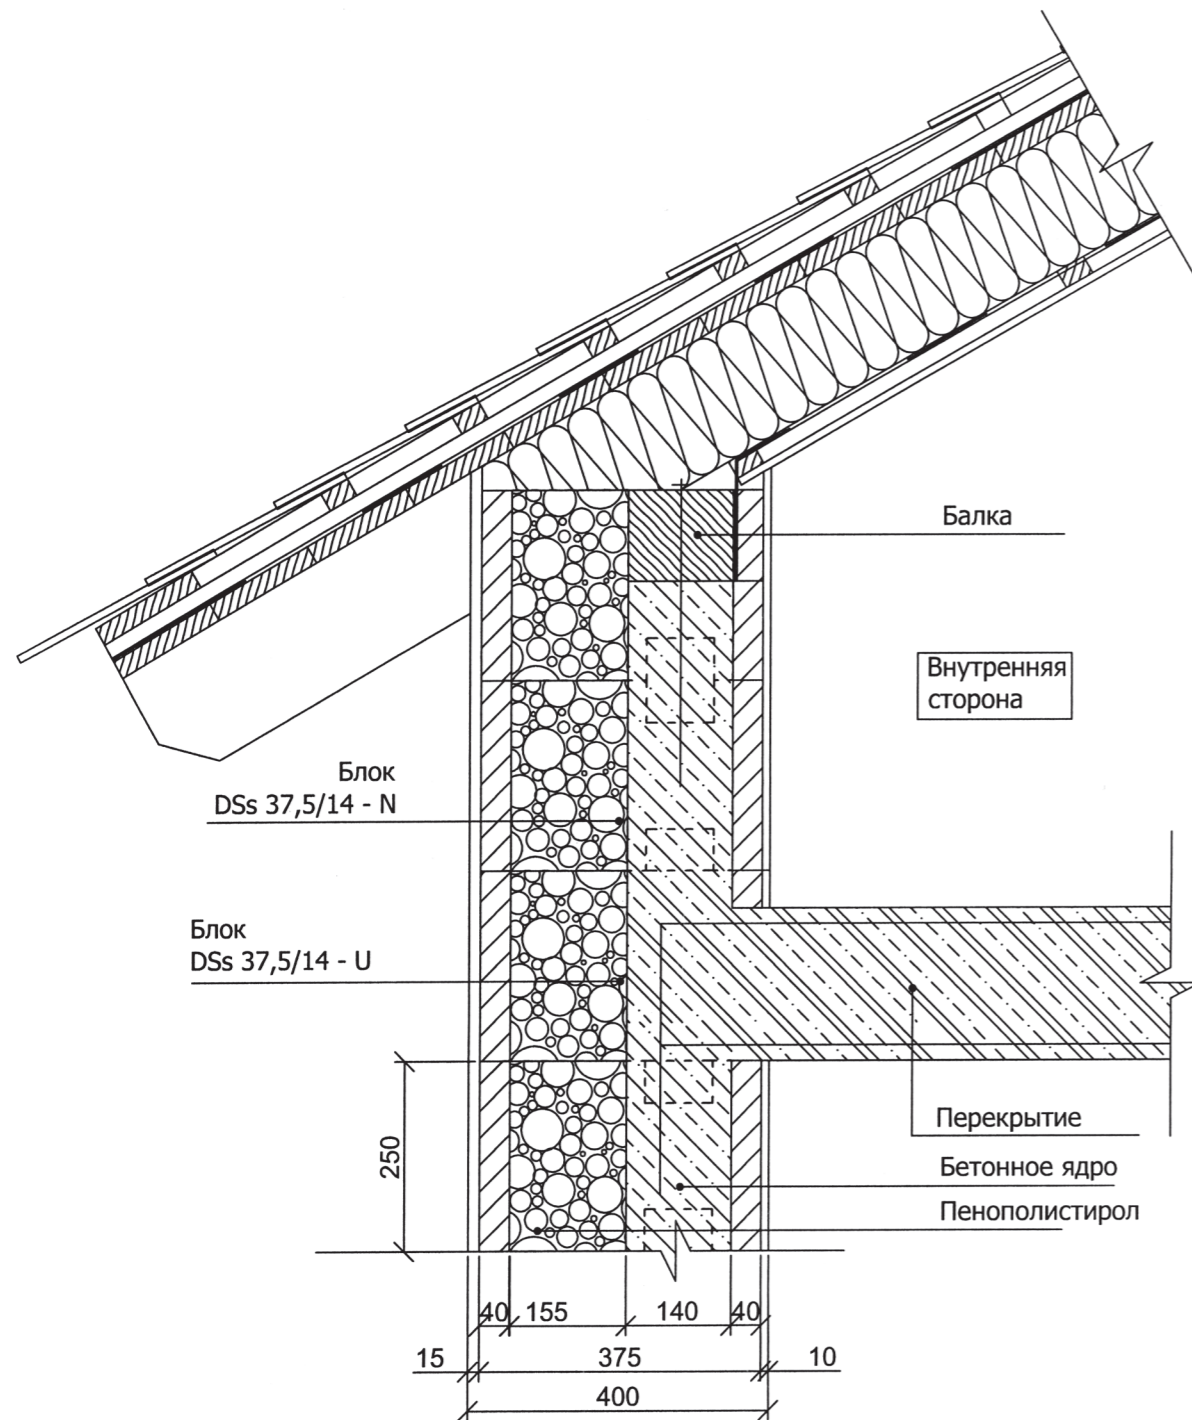 Балка
Внутренняя
сторона
Блок
DSs 37,5/14 - N
Блок
DSs 37,5/14 - U
Перекрытие
250
Бетонное ядро
Пенополистирол
40 155 140 40
15 375 10
400